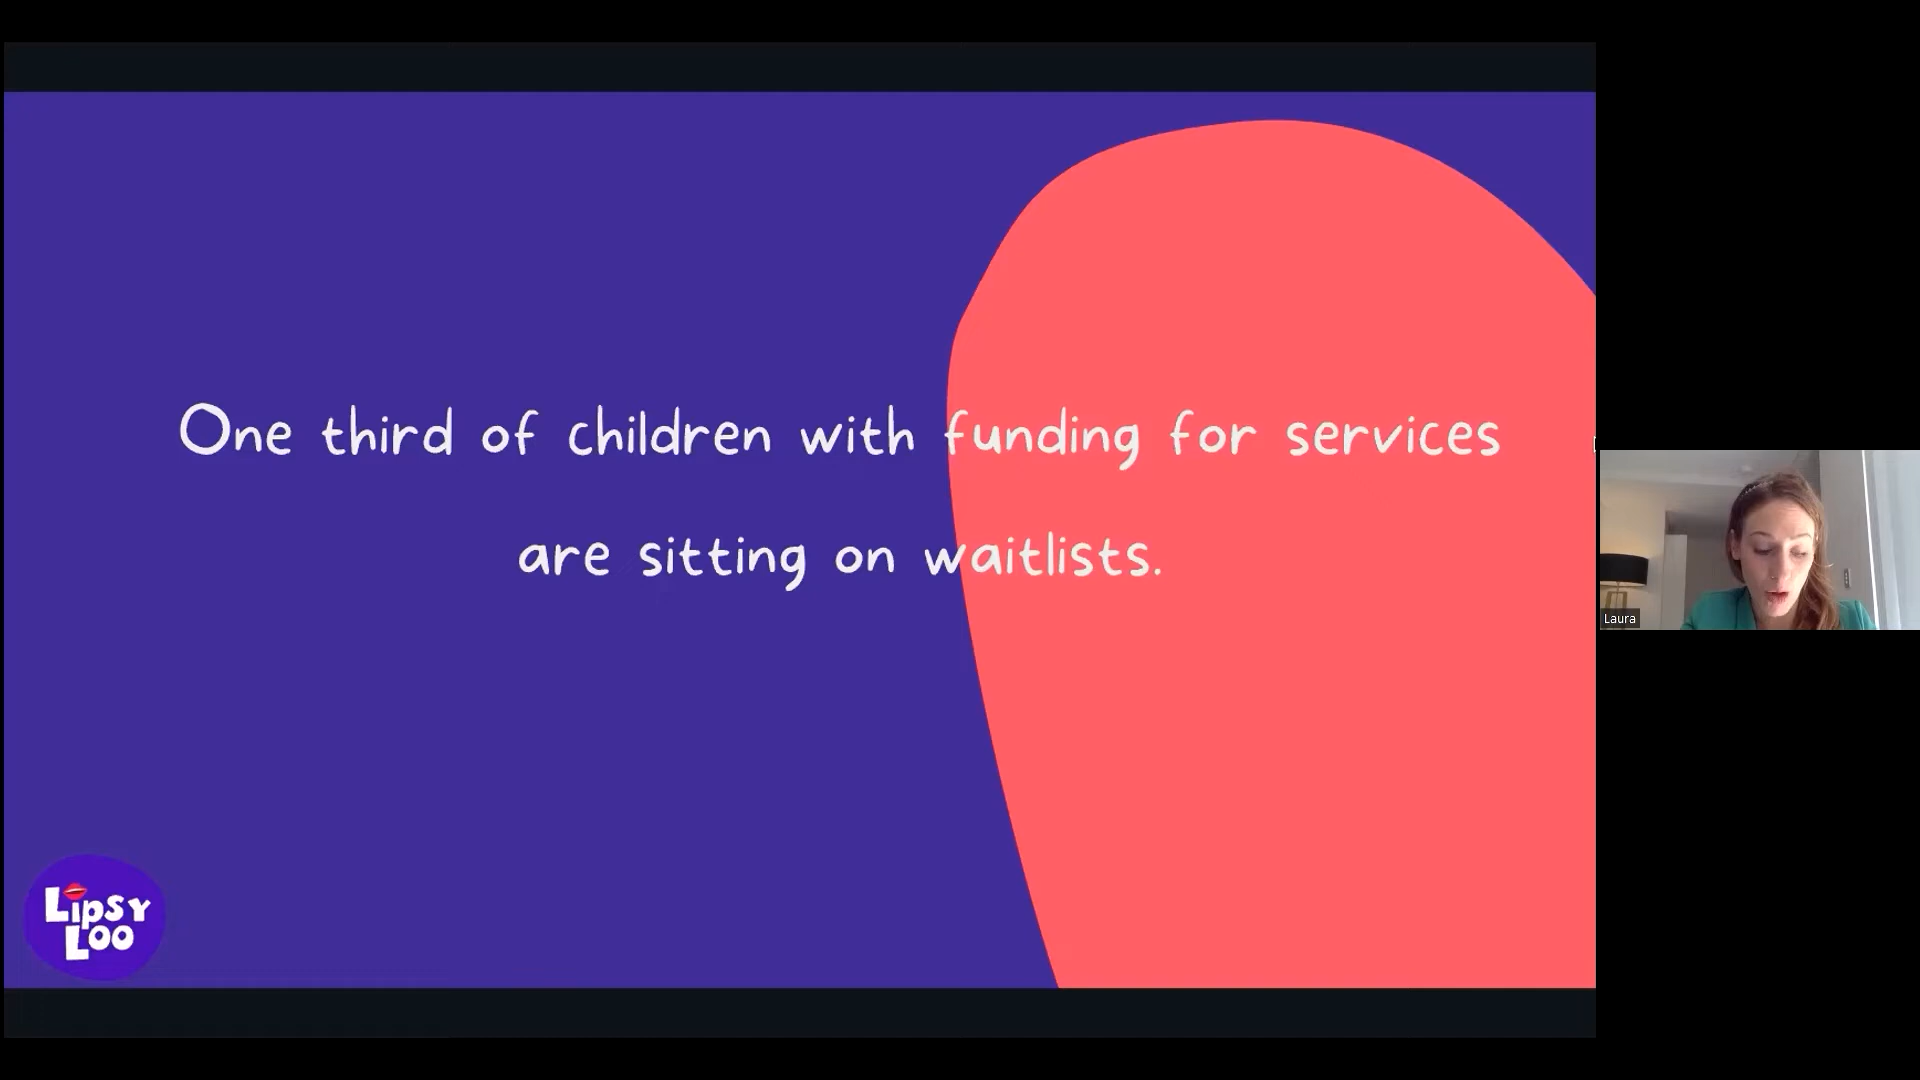 One third of children with funding for services
are sitting on waitlists.
Lipsy
Loo
Laura